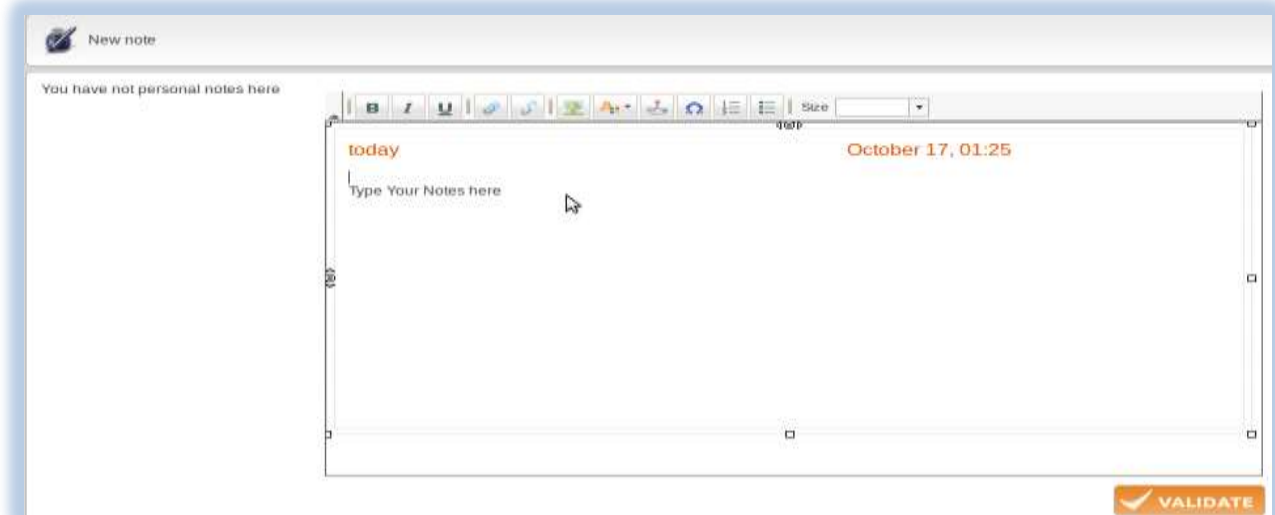 New note
You have not personal notes here
B I U Size
today October 17, 01:25
Type Your Notes here
VALIDATE